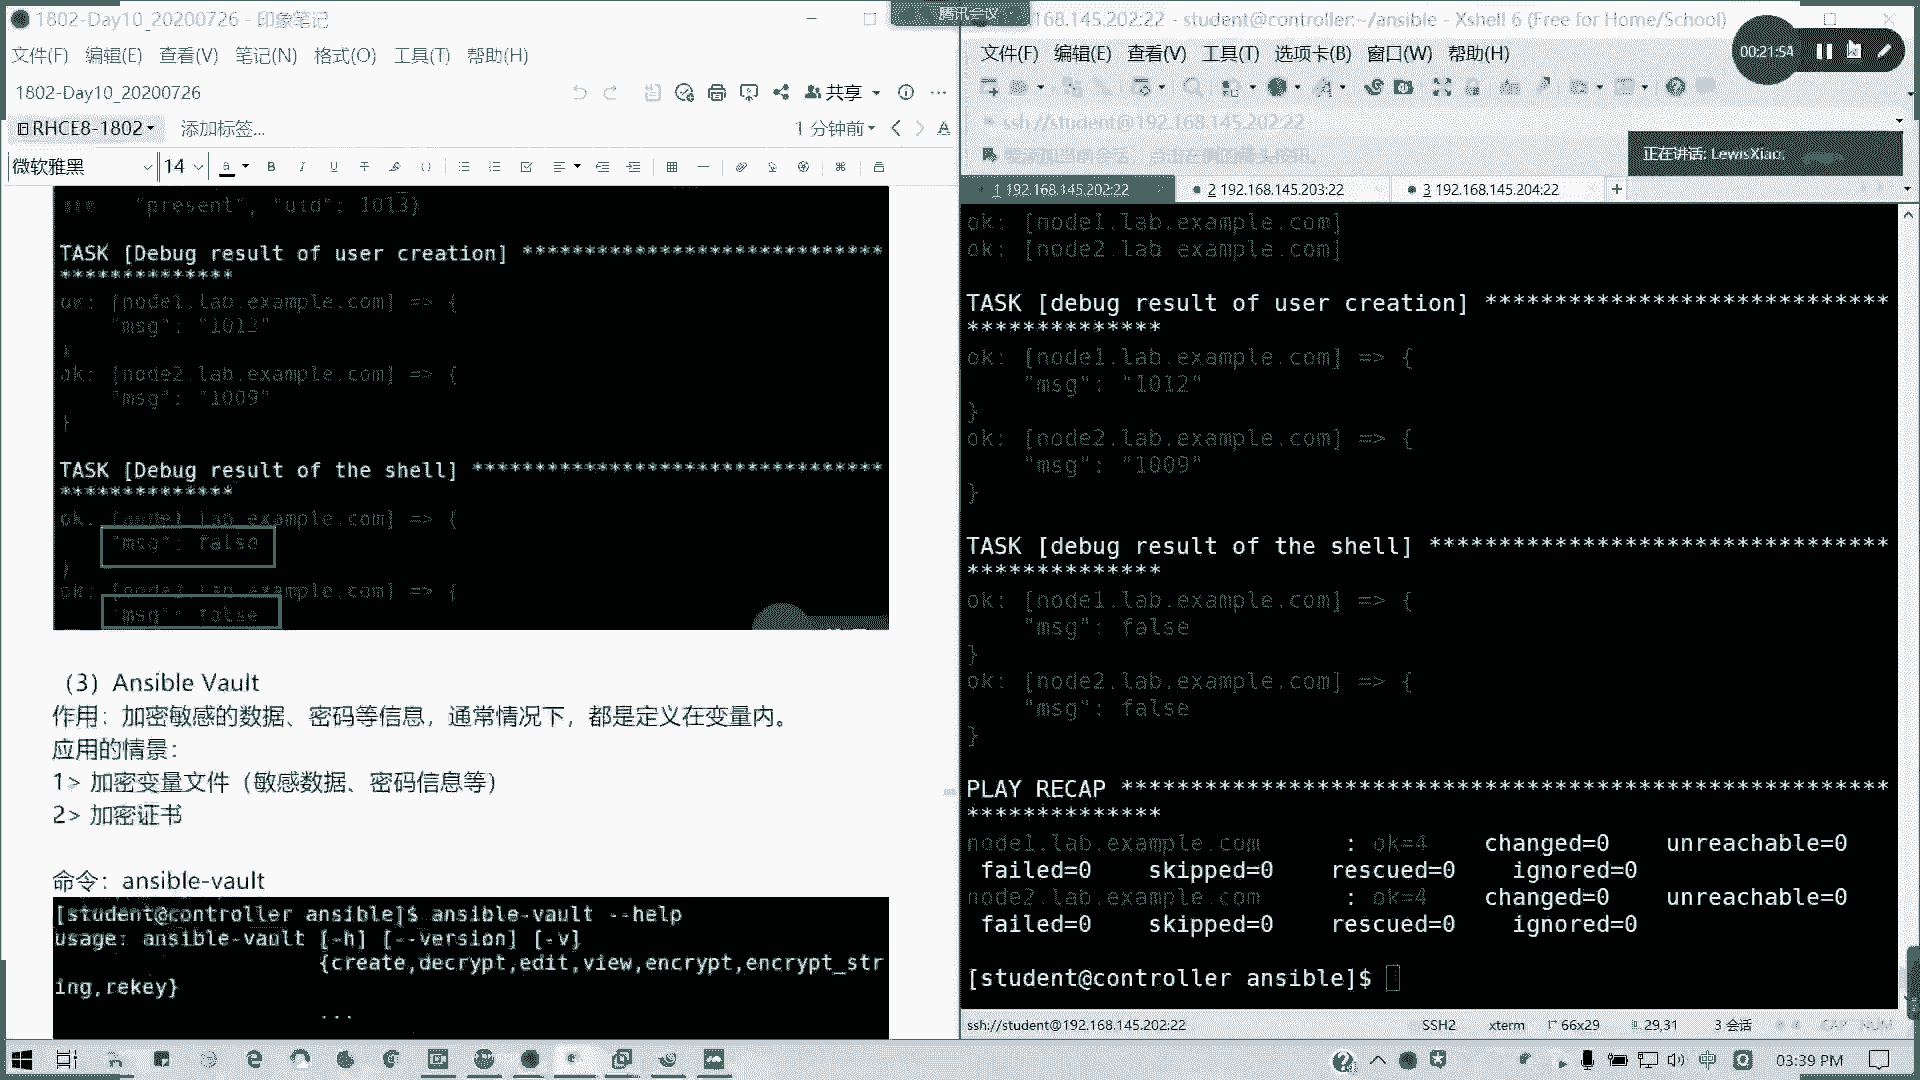 1802-Day10_20200726 - 印象笔记
文件(F) 编辑(E) 查看(V) 笔记(N) 格式(O) 工具(T) 帮助(H)
1802-Day10_20200726
共享
RHCE8-1802 添加标签...
1 分钟前
微软雅黑 14
"present", "uid": 1013}
TASK [Debug result of user creation] *****************************
**************
ok: [node1.lab.example.com] => {
"msg": "1013"
}
ok: [node2.lab.example.com] => {
"msg": "1009"
}
TASK [Debug result of the shell] *********************************
**************
ok: [node1.lab.example.com] => {
"msg": false
}
ok: [node2.lab.example.com] => {
"msg": false
（3）Ansible Vault
作用：加密敏感的数据、密码等信息，通常情况下，都是定义在变量内。
应用的情景：
1> 加密变量文件（敏感数据、密码信息等）
2> 加密证书
命令：ansible-vault
[student@controller ansible]$ ansible-vault --help
usage: ansible-vault [-h] [--version] [-v]
{create,decrypt,edit,view,encrypt,encrypt_str
ing,rekey}
...
腾讯会议
168.145.202:22 - student@controller:~/ansible - Xshell 6 (Free for Home/School)
文件(F) 编辑(E) 查看(V) 工具(T) 选项卡(B) 窗口(W) 帮助(H)
00:21:54
ssh://student@192.168.145.202:22
要添加当前会话，点击左侧的箭头按钮。
正在讲话: LewisXiao;
1 192.168.145.202:22
2 192.168.145.203:22
3 192.168.145.204:22
ok: [node1.lab.example.com]
ok: [node2.lab.example.com]
TASK [debug result of user creation] *****************************
**************
ok: [node1.lab.example.com] => {
"msg": "1012"
}
ok: [node2.lab.example.com] => {
"msg": "1009"
}
TASK [debug result of the shell] *********************************
**************
ok: [node1.lab.example.com] => {
"msg": false
}
ok: [node2.lab.example.com] => {
"msg": false
}
PLAY RECAP *******************************************************
**************
node1.lab.example.com : ok=4 changed=0 unreachable=0
failed=0 skipped=0 rescued=0 ignored=0
node2.lab.example.com : ok=4 changed=0 unreachable=0
failed=0 skipped=0 rescued=0 ignored=0
[student@controller ansible]$
ssh://student@192.168.145.202:22 SSH2 xterm 66x29 29,31 3 会话 CAP NUM
中
03:39 PM